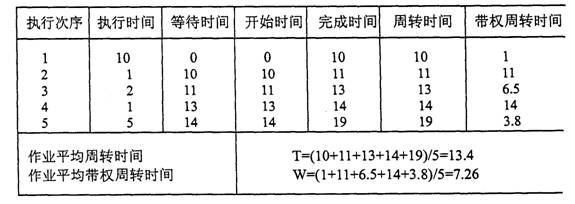 执行次序 执行时间 等待时间 开始时间 完成时间 周转时间 带权周转时间
1 10 0 0 10 10 1
2 1 10 10 11 11 11
3 2 11 11 13 13 6.5
4 1 13 13 14 14 14
5 5 14 14 19 19 3.8
作业平均周转时间 T=(10+11+13+14+19)/5=13.4
作业平均带权周转时间 W=(1+11+6.5+14+3.8)/5=7.26